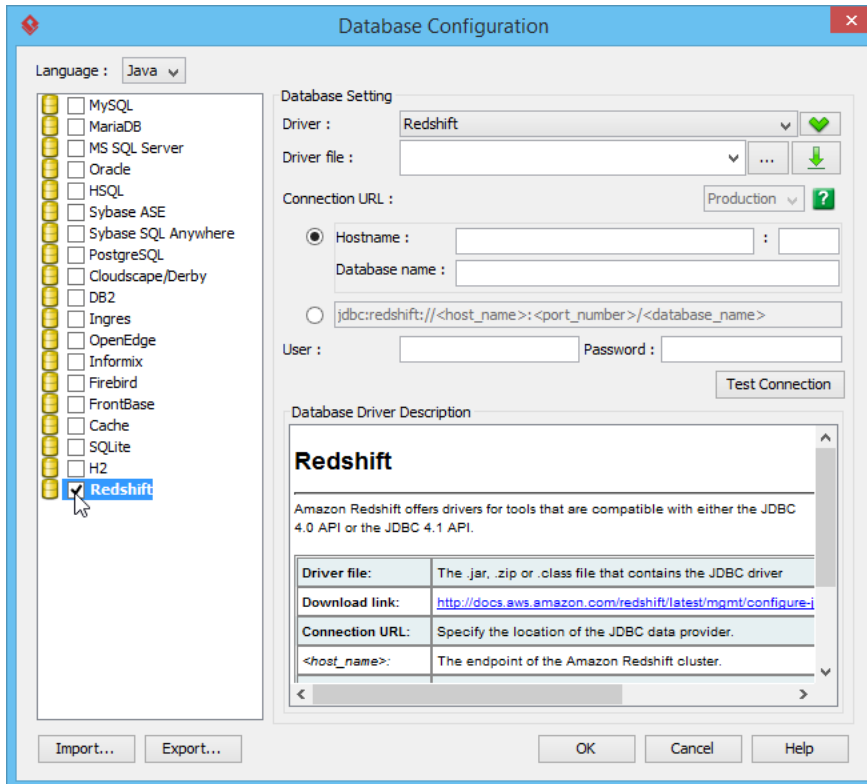 Database Configuration
Language : Java
MySQL
MariaDB
MS SQL Server
Oracle
HSQL
Sybase ASE
Sybase SQL Anywhere
PostgreSQL
Cloudscape/Derby
DB2
Ingres
OpenEdge
Informix
Firebird
FrontBase
Cache
SQLite
H2
Redshift
Database Setting
Driver : Redshift
Driver file : ...
Connection URL : Production ?
Hostname : :
Database name :
jdbc:redshift://<host_name>:<port_number>/<database_name>
User : Password :
Test Connection
Database Driver Description
Redshift
Amazon Redshift offers drivers for tools that are compatible with either the JDBC
4.0 API or the JDBC 4.1 API.
Driver file: The .jar, .zip or .class file that contains the JDBC driver
Download link: http://docs.aws.amazon.com/redshift/latest/mgmt/configure-j
Connection URL: Specify the location of the JDBC data provider.
<host_name>: The endpoint of the Amazon Redshift cluster.
Import... Export... OK Cancel Help